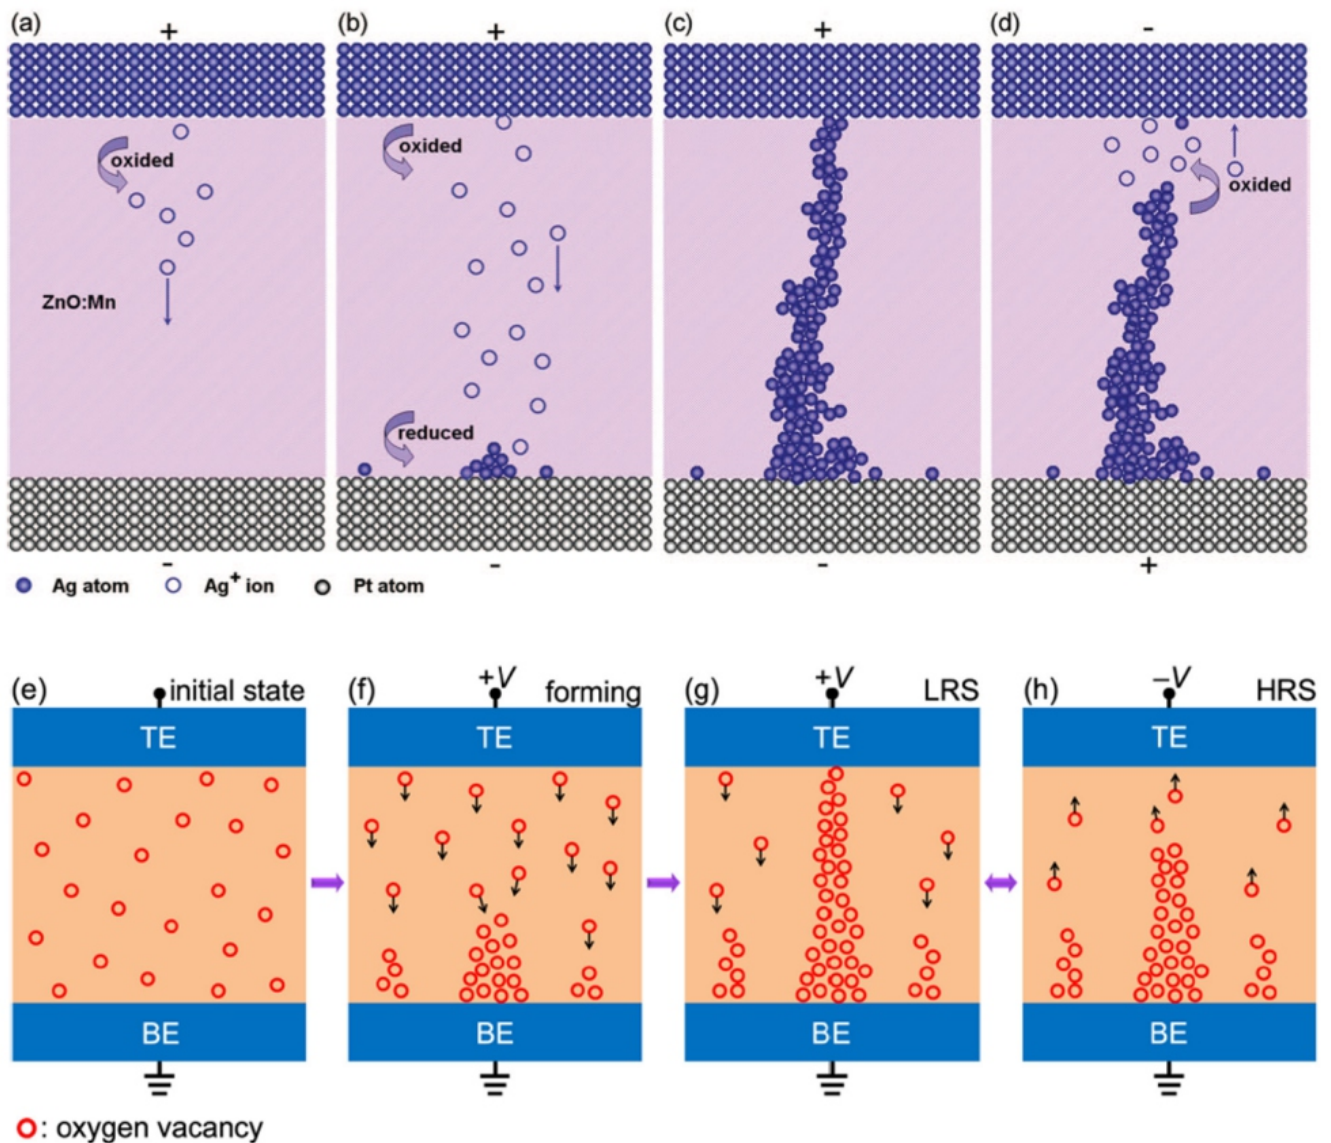 (a) + (b) + (c) + (d) -
oxided oxided oxided
ZnO:Mn
reduced
- - - +
Ag atom Ag+ ion Pt atom
(e) initial state (f) +V forming (g) +V LRS (h) –V HRS
TE TE TE TE
BE BE BE BE
: oxygen vacancy